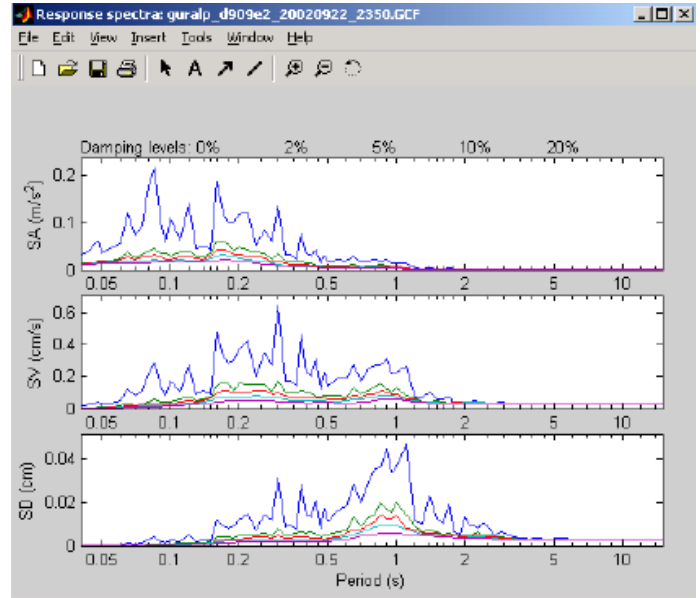 Response spectra: guralp_d909e2_20020922_2350.GCF
File Edit View Insert Tools Window Help
Damping levels: 0% 2% 5% 10% 20%
SA (m/s²)
0.2
0.1
0
0.05 0.1 0.2 0.5 1 2 5 10
SV (cm/s)
0.6
0.4
0.2
0
0.05 0.1 0.2 0.5 1 2 5 10
SD (cm)
0.04
0.02
0
0.05 0.1 0.2 0.5 1 2 5 10
Period (s)